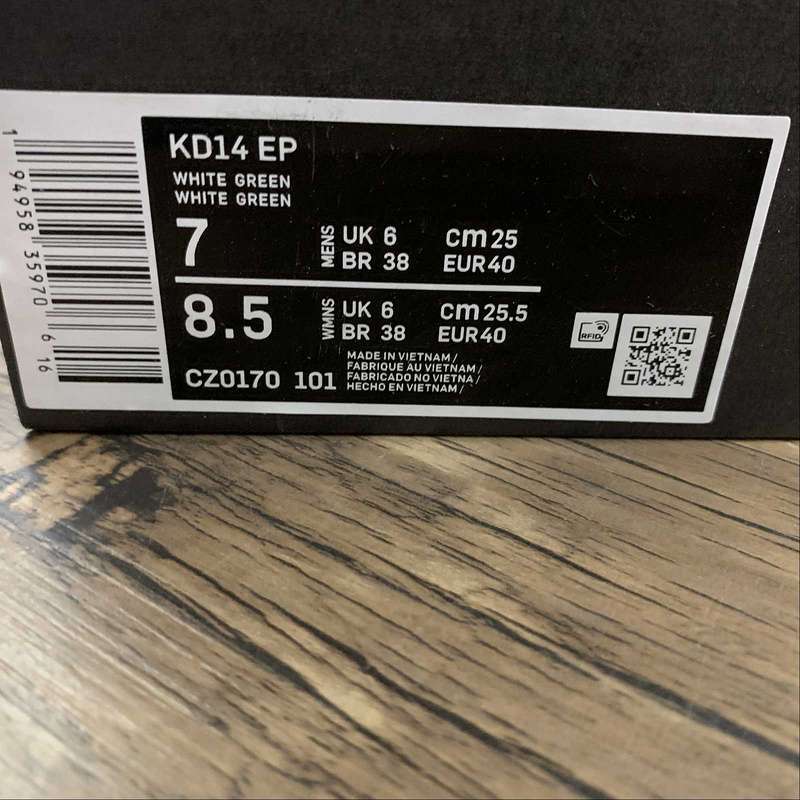 KD14 EP
WHITE GREEN
WHITE GREEN
7 MENS UK 6 cm 25
BR 38 EUR 40
8.5 WMNS UK 6 cm 25.5
BR 38 EUR 40
CZ0170 101
MADE IN VIETNAM /
FABRIQUE AU VIETNAM /
FABRICADO NO VIETNA /
HECHO EN VIETNAM /
RFID
1 94958 35970 6 16